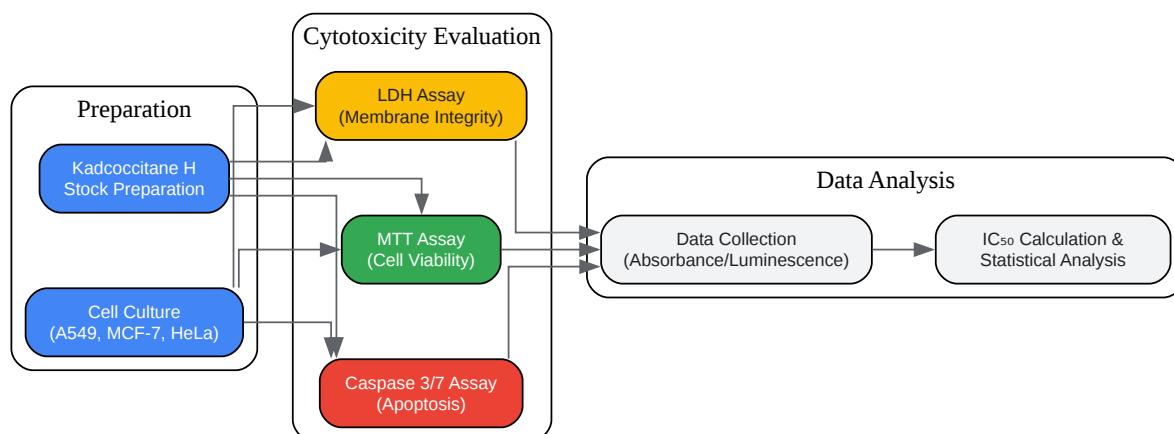 Preparation
Kadcoccitane H
Stock Preparation
Cell Culture
(A549, MCF-7, HeLa)
Cytotoxicity Evaluation
LDH Assay
(Membrane Integrity)
MTT Assay
(Cell Viability)
Caspase 3/7 Assay
(Apoptosis)
Data Analysis
Data Collection
(Absorbance/Luminescence)
IC₅₀ Calculation &
Statistical Analysis